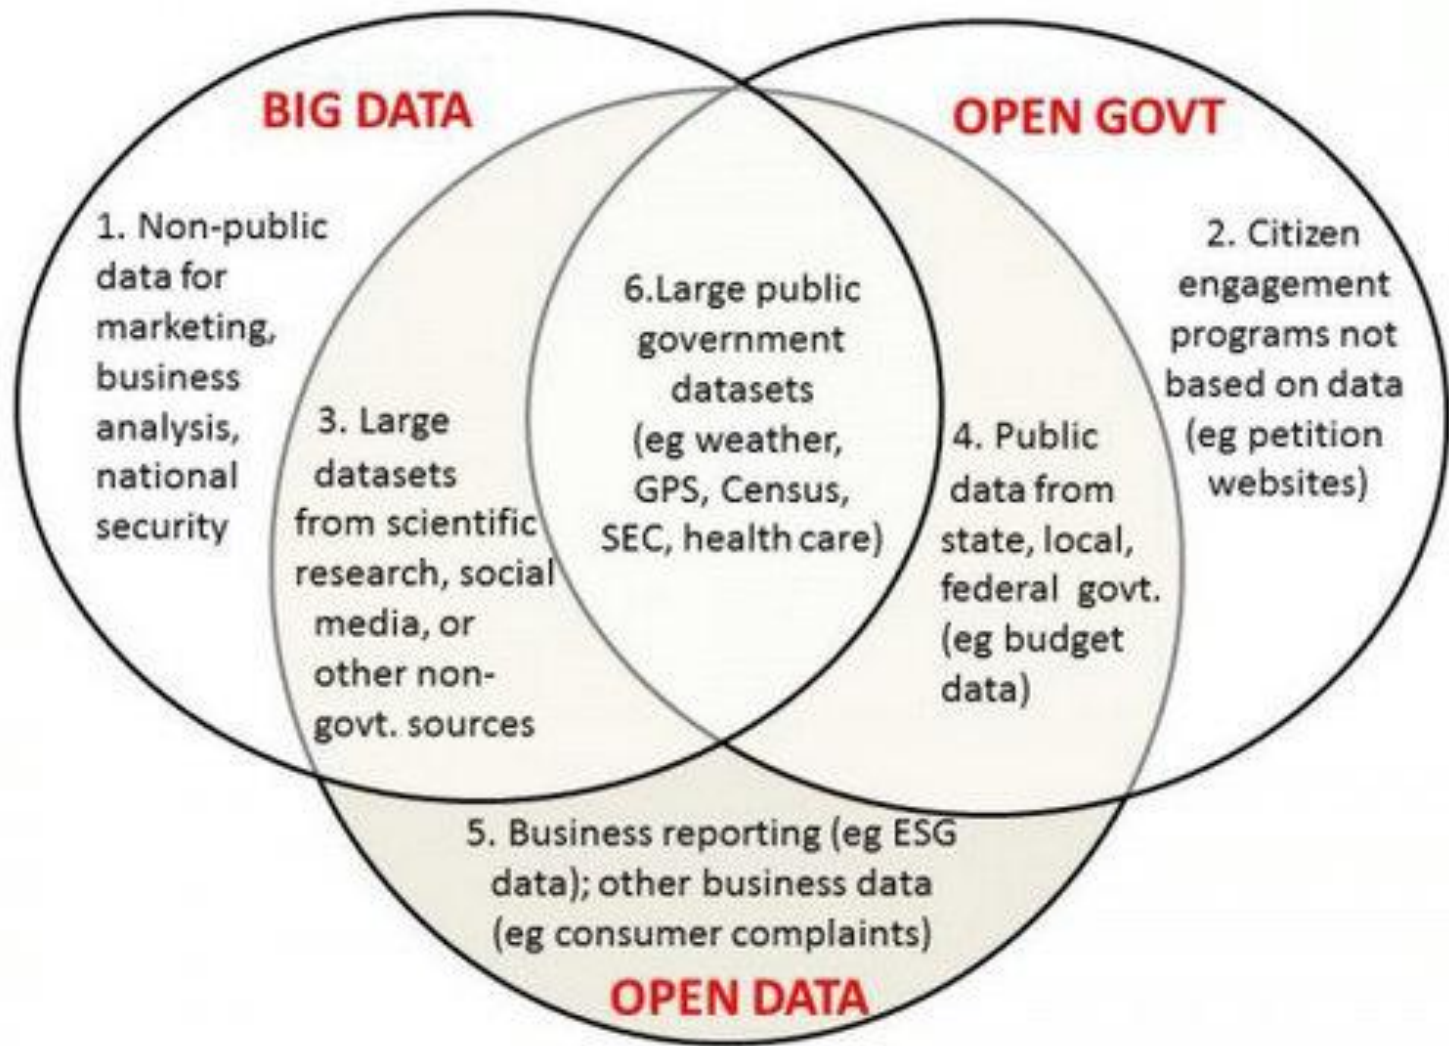 BIG DATA
OPEN GOVT
1. Non-public
data for
marketing,
business
analysis,
national
security
2. Citizen
engagement
programs not
based on data
(eg petition
websites)
3. Large
datasets
from scientific
research, social
media, or
other non-
govt. sources
6.Large public
government
datasets
(eg weather,
GPS, Census,
SEC, health care)
4. Public
data from
state, local,
federal govt.
(eg budget
data)
5. Business reporting (eg ESG
data); other business data
(eg consumer complaints)
OPEN DATA